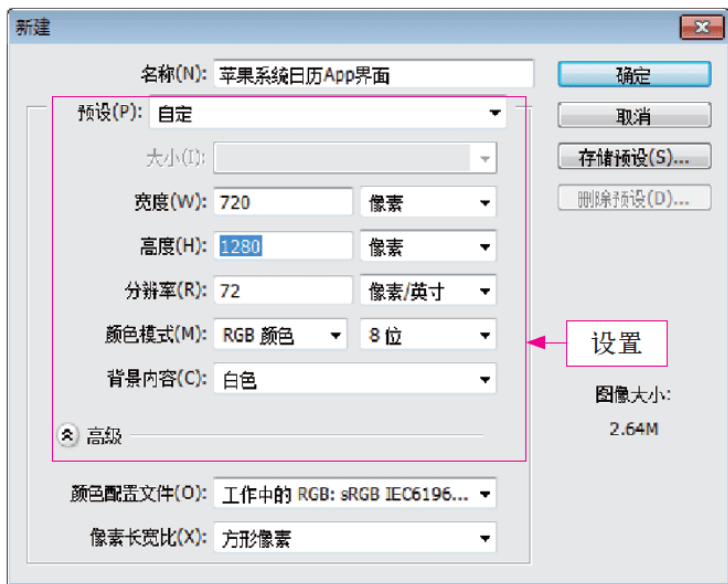 新建
名称(N): 苹果系统日历App界面
确定
预设(P): 自定
取消
大小(I):
存储预设(S)...
宽度(W): 720 像素
删除预设(D)...
高度(H): 1280 像素
分辨率(R): 72 像素/英寸
颜色模式(M): RGB 颜色 8 位
设置
背景内容(C): 白色
图像大小:
2.64M
高级
颜色配置文件(O): 工作中的 RGB: sRGB IEC6196...
像素长宽比(X): 方形像素